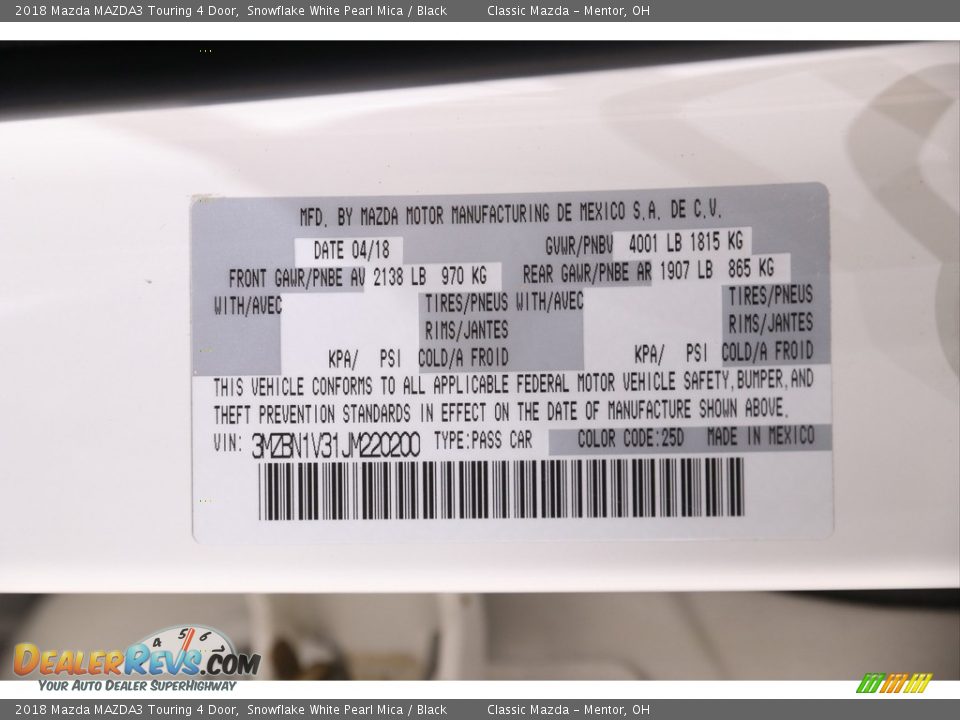 2018 Mazda MAZDA3 Touring 4 Door, Snowflake White Pearl Mica / Black Classic Mazda - Mentor, OH
MFD. BY MAZDA MOTOR MANUFACTURING DE MEXICO S.A. DE C.V.
DATE 04/18 GVWR/PNBV 4001 LB 1815 KG
FRONT GAWR/PNBE AV 2138 LB 970 KG REAR GAWR/PNBE AR 1907 LB 865 KG
WITH/AVEC TIRES/PNEUS WITH/AVEC TIRES/PNEUS
RIMS/JANTES RIMS/JANTES
KPA/ PSI COLD/A FROID KPA/ PSI COLD/A FROID
THIS VEHICLE CONFORMS TO ALL APPLICABLE FEDERAL MOTOR VEHICLE SAFETY, BUMPER, AND
THEFT PREVENTION STANDARDS IN EFFECT ON THE DATE OF MANUFACTURE SHOWN ABOVE.
VIN: 3MZBN1V31JM220200 TYPE:PASS CAR COLOR CODE:25D MADE IN MEXICO
4 5 6 7
DEALERREVS.COM
YOUR AUTO DEALER SUPERHIGHWAY
2018 Mazda MAZDA3 Touring 4 Door, Snowflake White Pearl Mica / Black Classic Mazda - Mentor, OH